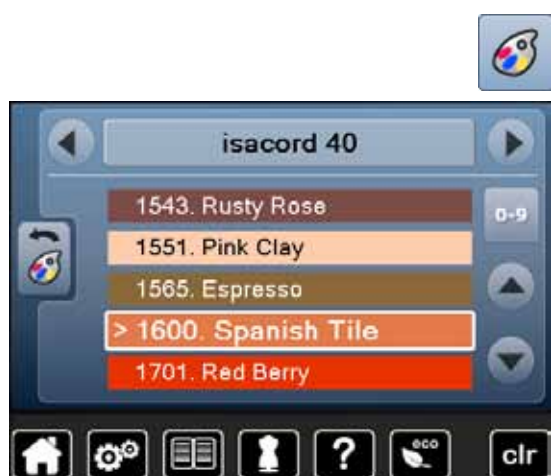 isacord 40
1543. Rusty Rose
0-9
1551. Pink Clay
1565. Espresso
> 1600. Spanish Tile
1701. Red Berry
? eco clr